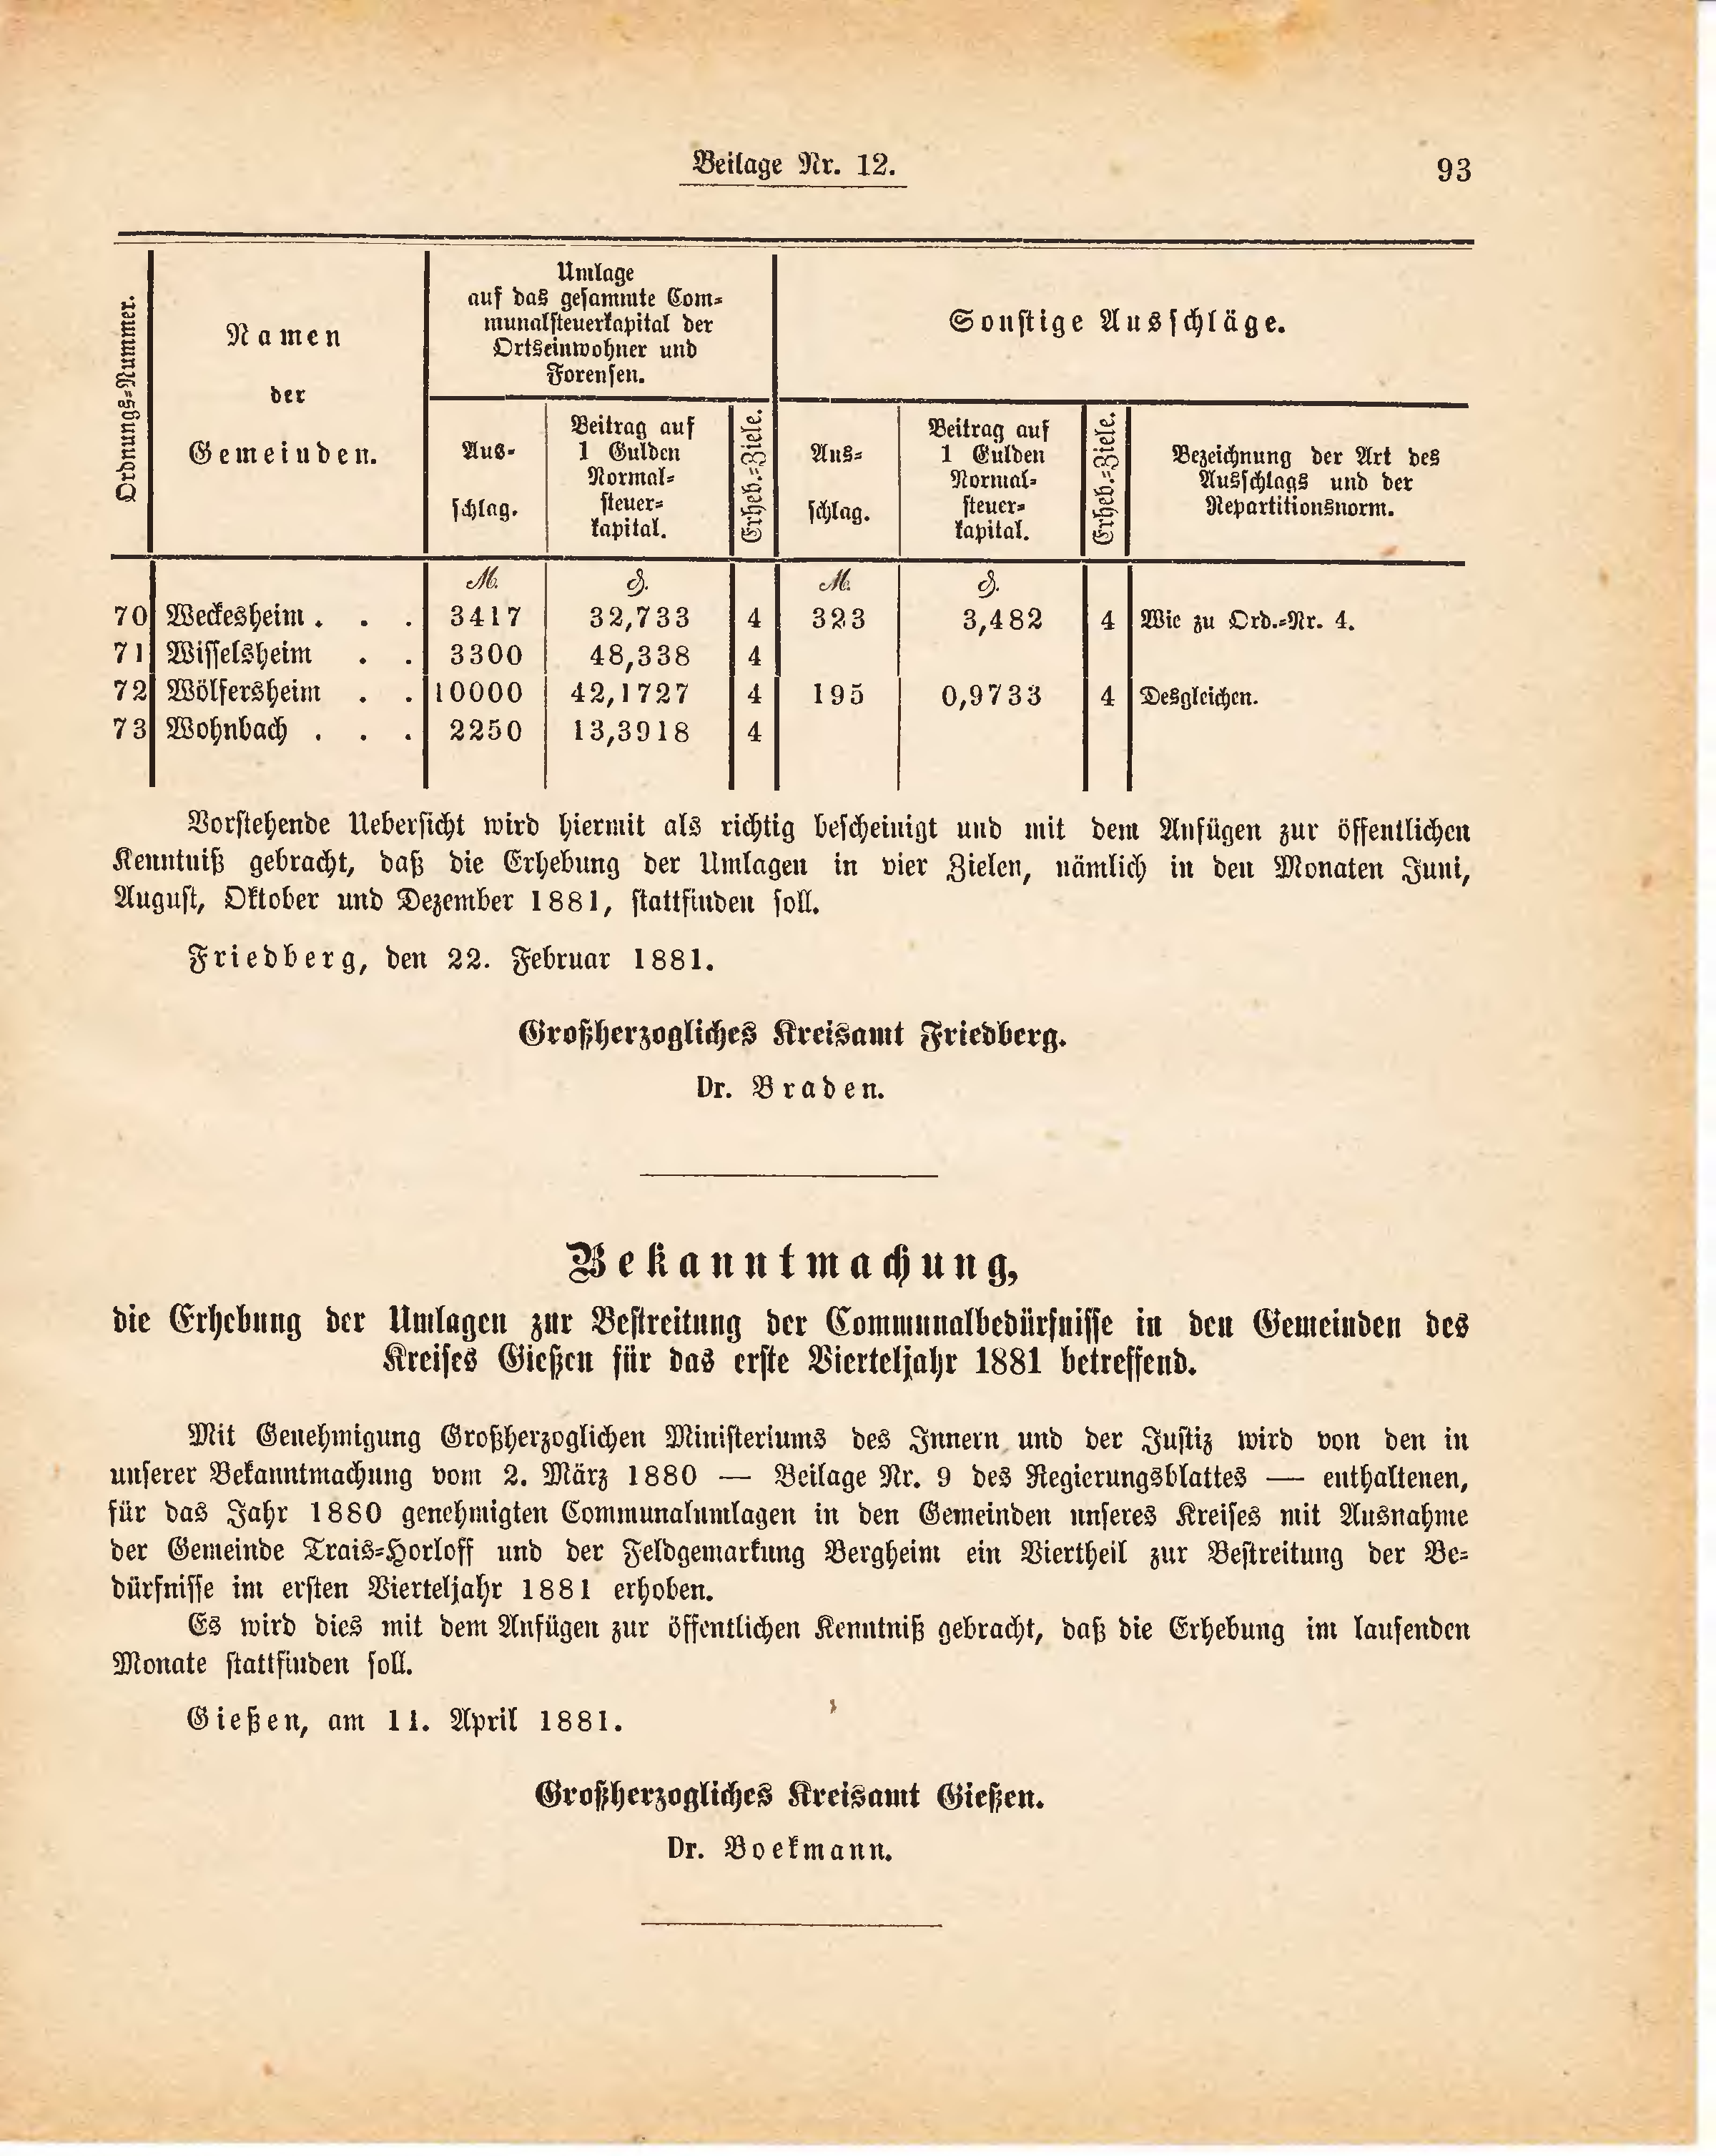 Beilage Nr. 12.
93
Ordnungs-Nummer.
Namen
der
Gemeinden.
Umlage
auf das gesammte Com-
munalsteuerkapital der
Ortseinwohner und
Forensen.
Sonstige Ausschläge.
Aus-
schlag.
Beitrag auf
1 Gulden
Normal-
steuer-
kapital.
Erheb.-Ziele.
Aus-
schlag.
Beitrag auf
1 Gulden
Normal-
steuer-
kapital.
Erheb.-Ziele.
Bezeichnung der Art des
Ausschlags und der
Repartitionsnorm.
M. ₰. M. ₰.
70 Weckesheim . . . 3417 32,733 4 323 3,482 4 Wie zu Ord.-Nr. 4.
71 Wisselsheim . . 3300 48,338 4
72 Wölfersheim . . 10000 42,1727 4 195 0,9733 4 Desgleichen.
73 Wohnbach . . . 2250 13,3918 4
Vorstehende Uebersicht wird hiermit als richtig bescheinigt und mit dem Anfügen zur öffentlichen
Kenntniß gebracht, daß die Erhebung der Umlagen in vier Zielen, nämlich in den Monaten Juni,
August, Oktober und Dezember 1881, stattfinden soll.
Friedberg, den 22. Februar 1881.
Großherzogliches Kreisamt Friedberg.
Dr. Braden.
Bekanntmachung,
die Erhebung der Umlagen zur Bestreitung der Communalbedürfnisse in den Gemeinden des
Kreises Gießen für das erste Vierteljahr 1881 betreffend.
Mit Genehmigung Großherzoglichen Ministeriums des Innern und der Justiz wird von den in
unserer Bekanntmachung vom 2. März 1880 — Beilage Nr. 9 des Regierungsblattes — enthaltenen,
für das Jahr 1880 genehmigten Communalumlagen in den Gemeinden unseres Kreises mit Ausnahme
der Gemeinde Trais-Horloff und der Feldgemarkung Bergheim ein Viertheil zur Bestreitung der Be-
dürfnisse im ersten Vierteljahr 1881 erhoben.
Es wird dies mit dem Anfügen zur öffentlichen Kenntniß gebracht, daß die Erhebung im laufenden
Monate stattfinden soll.
Gießen, am 11. April 1881.
Großherzogliches Kreisamt Gießen.
Dr. Boekmann.